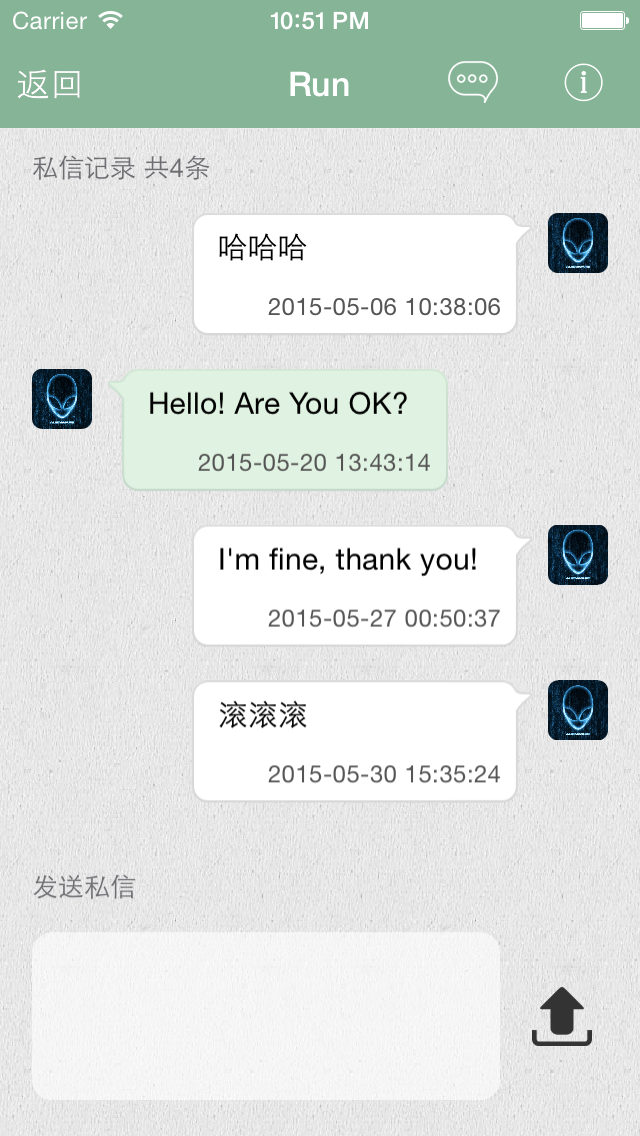 Carrier 10:51 PM
返回 Run
私信记录 共4条
哈哈哈
2015-05-06 10:38:06
Hello! Are You OK?
2015-05-20 13:43:14
I'm fine, thank you!
2015-05-27 00:50:37
滚滚滚
2015-05-30 15:35:24
发送私信